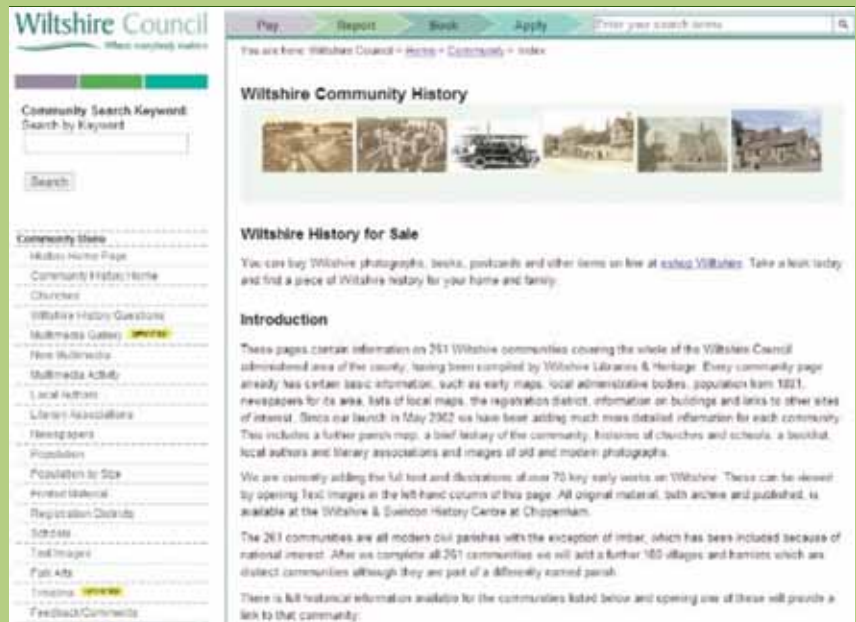 Wiltshire Council
Where everybody matters
Pay
Report
Book
Apply
Enter your search terms
You are here: Wiltshire Council > Home > Community > Index
Community Search Keyword
Search by Keyword
Search
Community Menu
History Home Page
Community History Home
Churches
Wiltshire History Questions
Multimedia Gallery
New Multimedia
Multimedia Activity
Local Authors
Literary Associations
Newspapers
Population
Population by Size
Printed Material
Registration Districts
Schools
Text Images
Folk Arts
Timeline
Feedback/Comments
Wiltshire Community History
Wiltshire History for Sale
You can buy Wiltshire photographs, books, postcards and other items on line at eshop Wiltshire. Take a look today
and find a piece of Wiltshire history for your home and family.
Introduction
These pages contain information on 261 Wiltshire communities covering the whole of the Wiltshire Council
administered area of the county, having been compiled by Wiltshire Libraries & Heritage. Every community page
already has certain basic information, such as early maps, local administrative bodies, population from 1801,
newspapers for its area, lists of local maps, the registration district, information on buildings and links to other sites
of interest. Since our launch in May 2002 we have been adding much more detailed information for each community.
This includes a further parish map, a brief history of the community, histories of churches and schools, a booklist,
local authors and literary associations and images of old and modern photographs.
We are currently adding the full text and illustrations of over 70 key early works on Wiltshire. These can be viewed
by opening Text Images in the left-hand column of this page. All original material, both archive and published, is
available at the Wiltshire & Swindon History Centre at Chippenham.
The 261 communities are all modern civil parishes with the exception of Imber, which has been included because of
national interest. After we complete all 261 communities we will add a further 180 villages and hamlets which are
distinct communities although they are part of a differently named parish.
There is full historical information available for the communities listed below and opening one of these will provide a
link to that community: